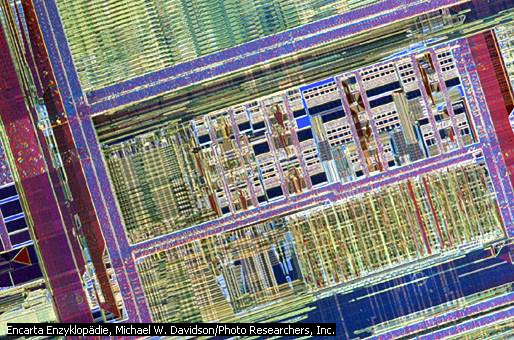 Encarta Enzyklopädie, Michael W. Davidson/Photo Researchers, Inc.